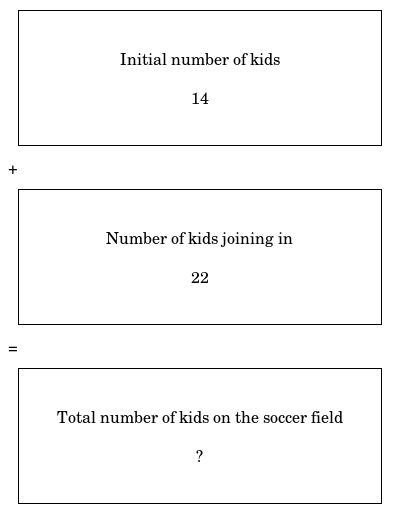 Initial number of kids
14
+
Number of kids joining in
22
=
Total number of kids on the soccer field
?